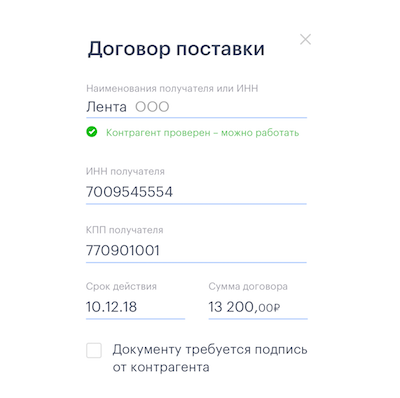 Договор поставки
Наименования получателя или ИНН
Лента ООО
Контрагент проверен – можно работать
ИНН получателя
7009545554
КПП получателя
770901001
Срок действия Сумма договора
10.12.18 13 200,00₽
Документу требуется подпись
от контрагента